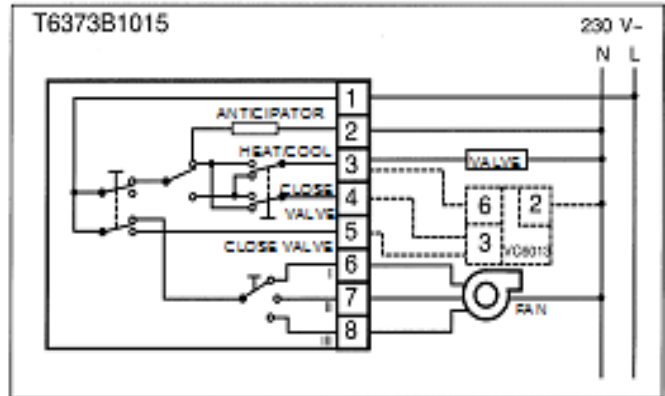 T6373B1015
230 V~
N L
1
ANTICIPATOR
2
HEAT/COOL
3
VALVE
CLOSE
4
6
2
VALVE
5
3
VC6013
CLOSE VALVE
I
6
II
7
FAN
III
8